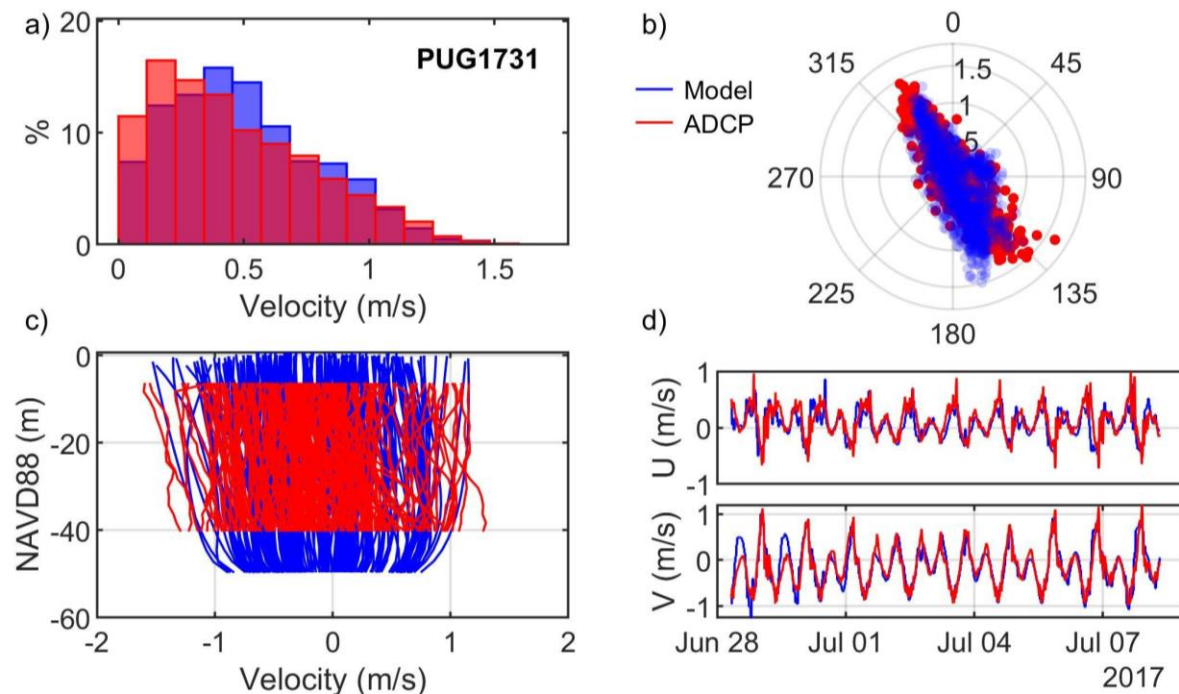 a)
20
10
0
%
PUG1731
0
0.5
1
1.5
Velocity (m/s)
b)
Model
ADCP
0
45
90
135
180
225
270
315
1.5
1
5
c)
0
-20
-40
-60
NAVD88 (m)
-2
-1
0
1
2
Velocity (m/s)
d)
1
0
-1
U (m/s)
1
0
-1
V (m/s)
Jun 28
Jul 01
Jul 04
Jul 07
2017